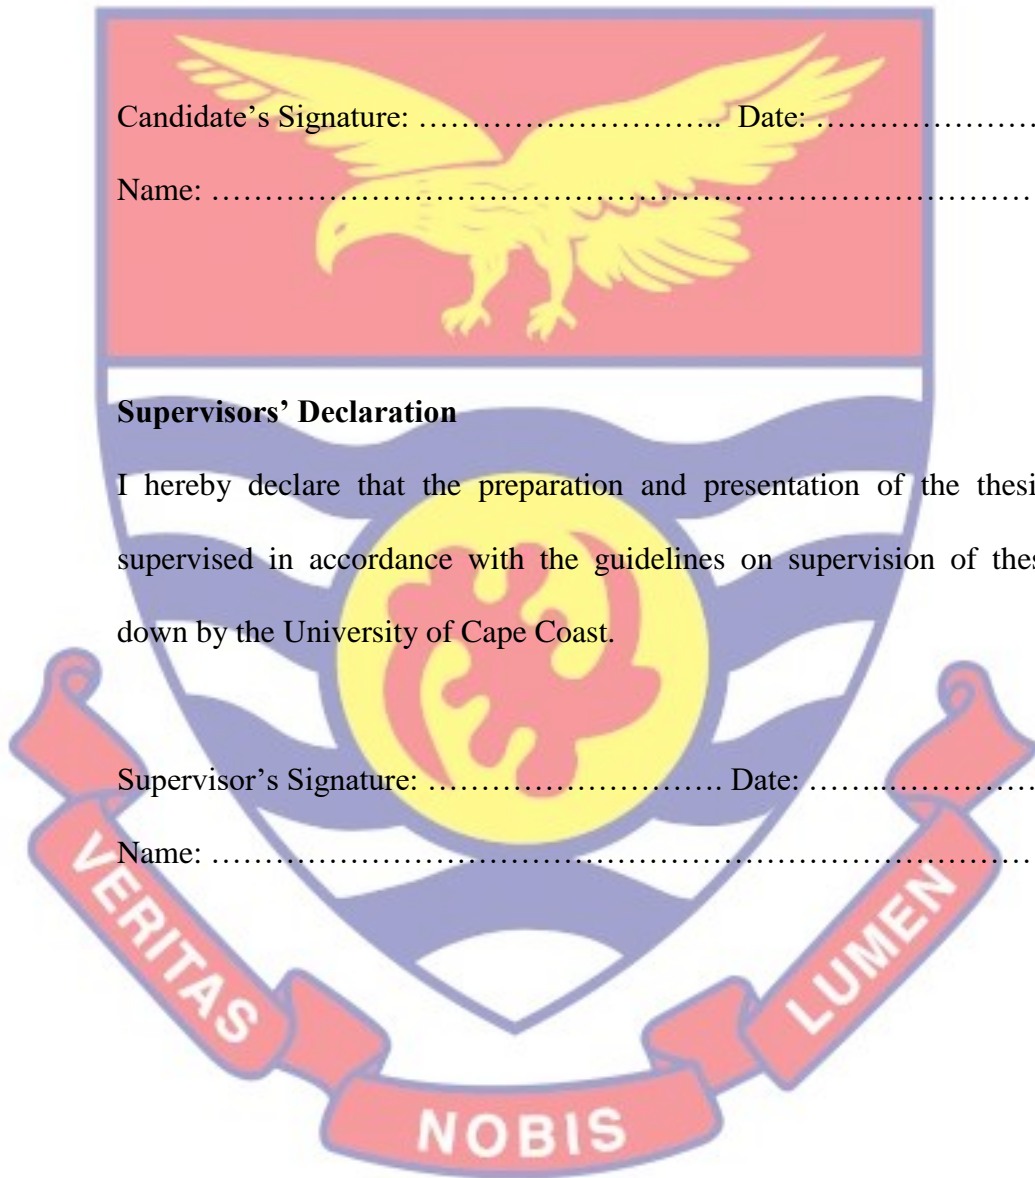 Candidate’s Signature: ……………………….. Date: …………………
Name: ……………………………………………………………………
Supervisors’ Declaration
I hereby declare that the preparation and presentation of the thesi
supervised in accordance with the guidelines on supervision of thes
down by the University of Cape Coast.
Supervisor’s Signature: ………………………. Date: ……..……………
Name: ……………………………………………………………………
VERITAS
NOBIS
LUMEN